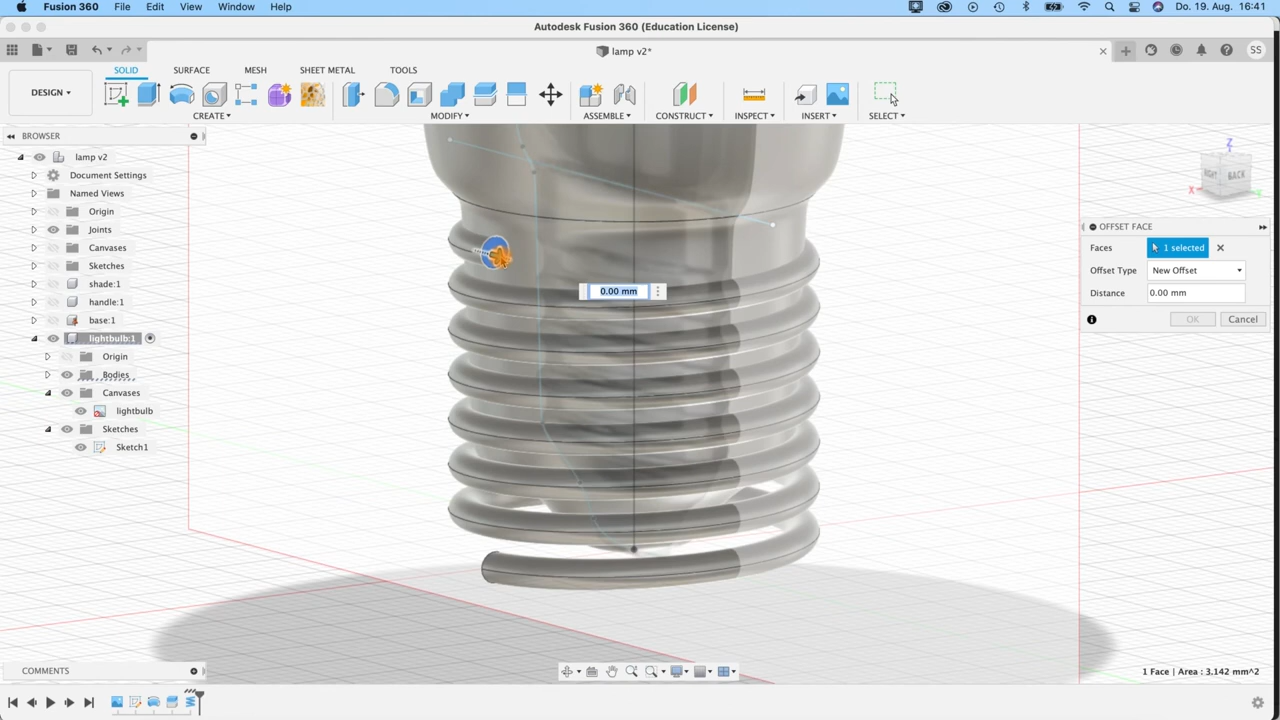 Fusion 360 File Edit View Window Help Do. 19. Aug. 16:41
Autodesk Fusion 360 (Education License)
lamp v2*
SS
DESIGN
SOLID SURFACE MESH SHEET METAL TOOLS
CREATE MODIFY ASSEMBLE CONSTRUCT INSPECT INSERT SELECT
BROWSER
lamp v2
Document Settings
Named Views
Origin
Joints
Canvases
Sketches
shade:1
handle:1
base:1
lightbulb:1
Origin
Bodies
Canvases
lightbulb
Sketches
Sketch1
0.00 mm
Z
RIGHT BACK
X
OFFSET FACE
Faces 1 selected
Offset Type New Offset
Distance 0.00 mm
OK Cancel
COMMENTS
1 Face | Area : 3.142 mm^2